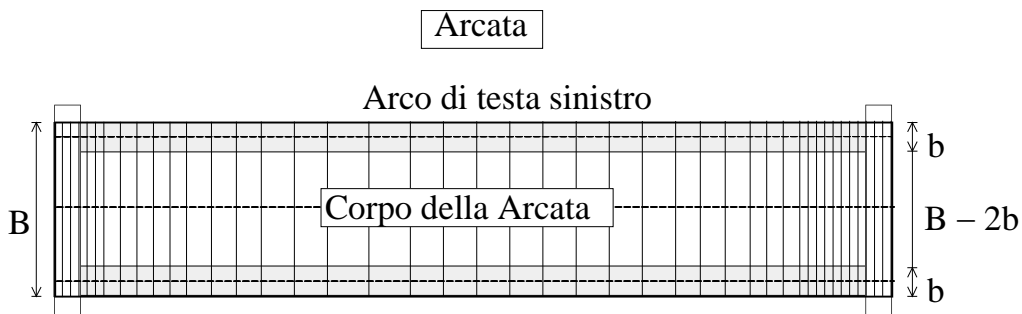 Arcata
Arco di testa sinistro
b
B
Corpo della Arcata
B − 2b
b